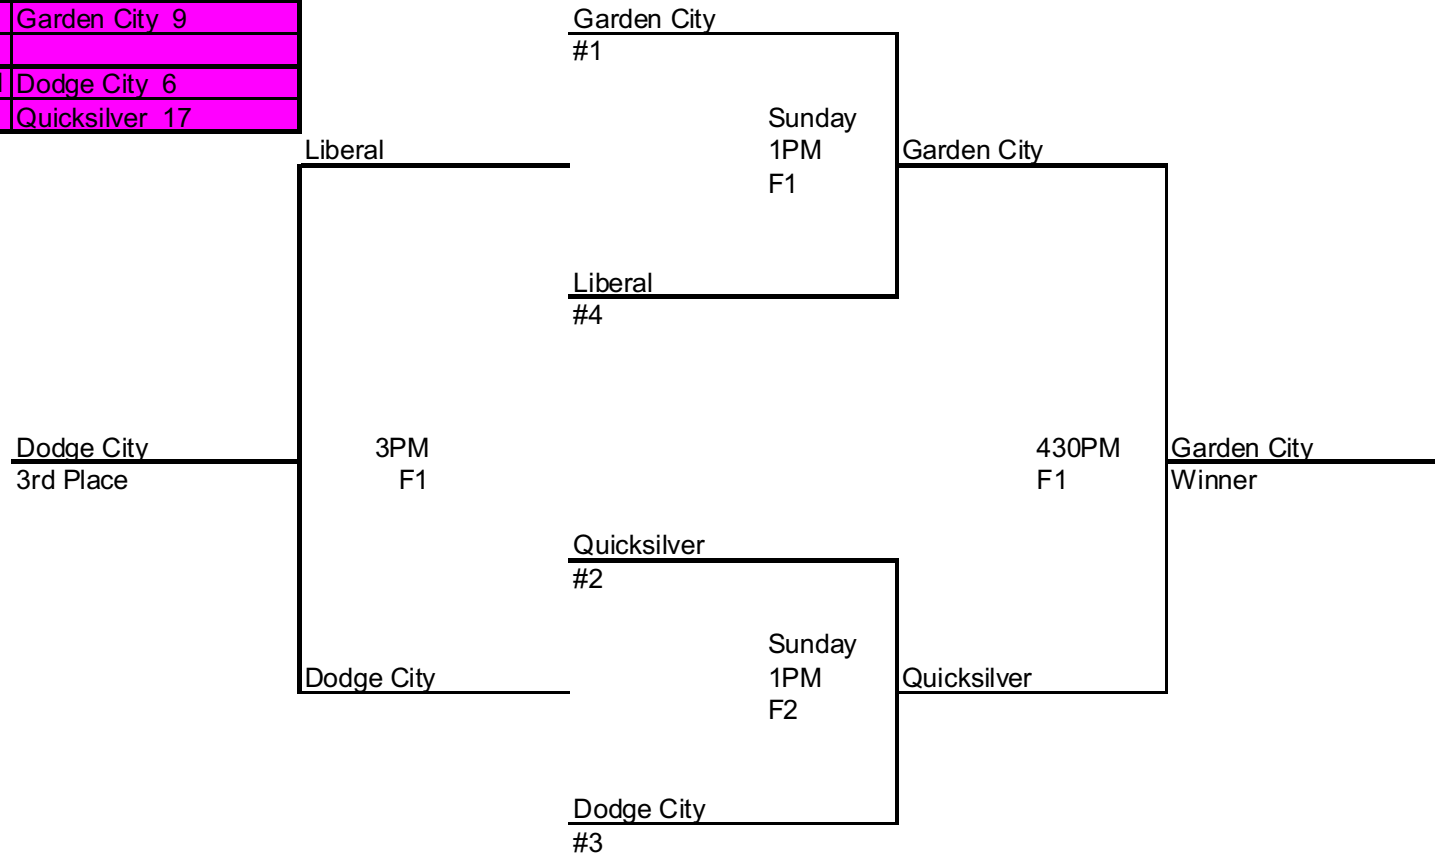 Garden City 9
Dodge City 6
Quicksilver 17
Garden City
#1
Sunday
1PM
F1
Liberal
Garden City
Liberal
#4
Dodge City
3rd Place
3PM
F1
430PM
F1
Garden City
Winner
Quicksilver
#2
Sunday
1PM
F2
Dodge City
Quicksilver
Dodge City
#3